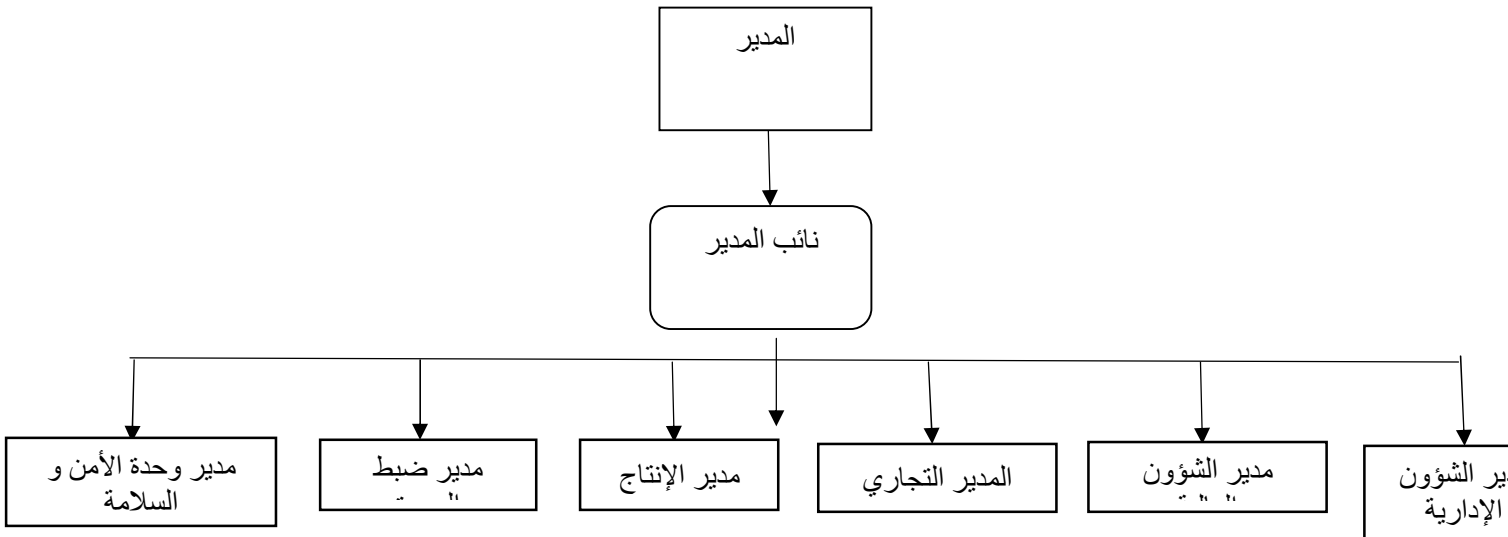 المدير
نائب المدير
الشؤون
الإدارية
مدير الشؤون
المدير التجاري
مدير الإنتاج
مدير ضبط
مدير وحدة الأمن و
السلامة